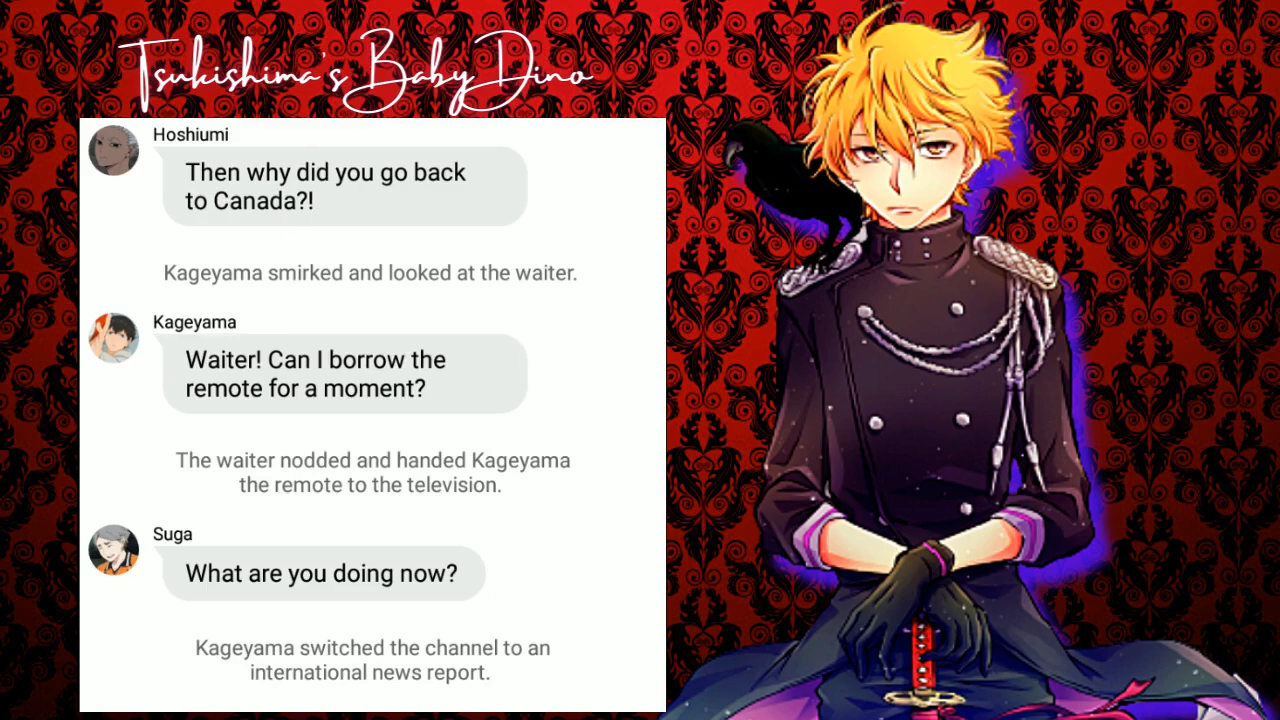 Tsukishima's Baby Dino
Hoshiumi
Then why did you go back
to Canada?!
Kageyama smirked and looked at the waiter.
Kageyama
Waiter! Can I borrow the
remote for a moment?
The waiter nodded and handed Kageyama
the remote to the television.
Suga
What are you doing now?
Kageyama switched the channel to an
international news report.